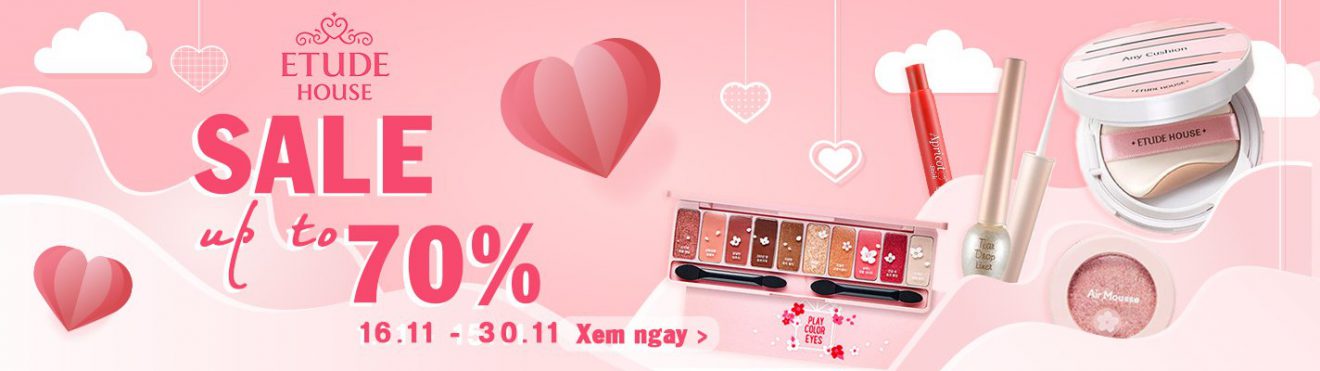 ETUDE
HOUSE
SALE
up to
70%
16.11 - 30.11 Xem ngay >
Apricot
Tear
Drop
Liner
Any Cushion
ETUDE HOUSE
• ETUDE HOUSE •
Air Mousse
PLAY
COLOR
EYES